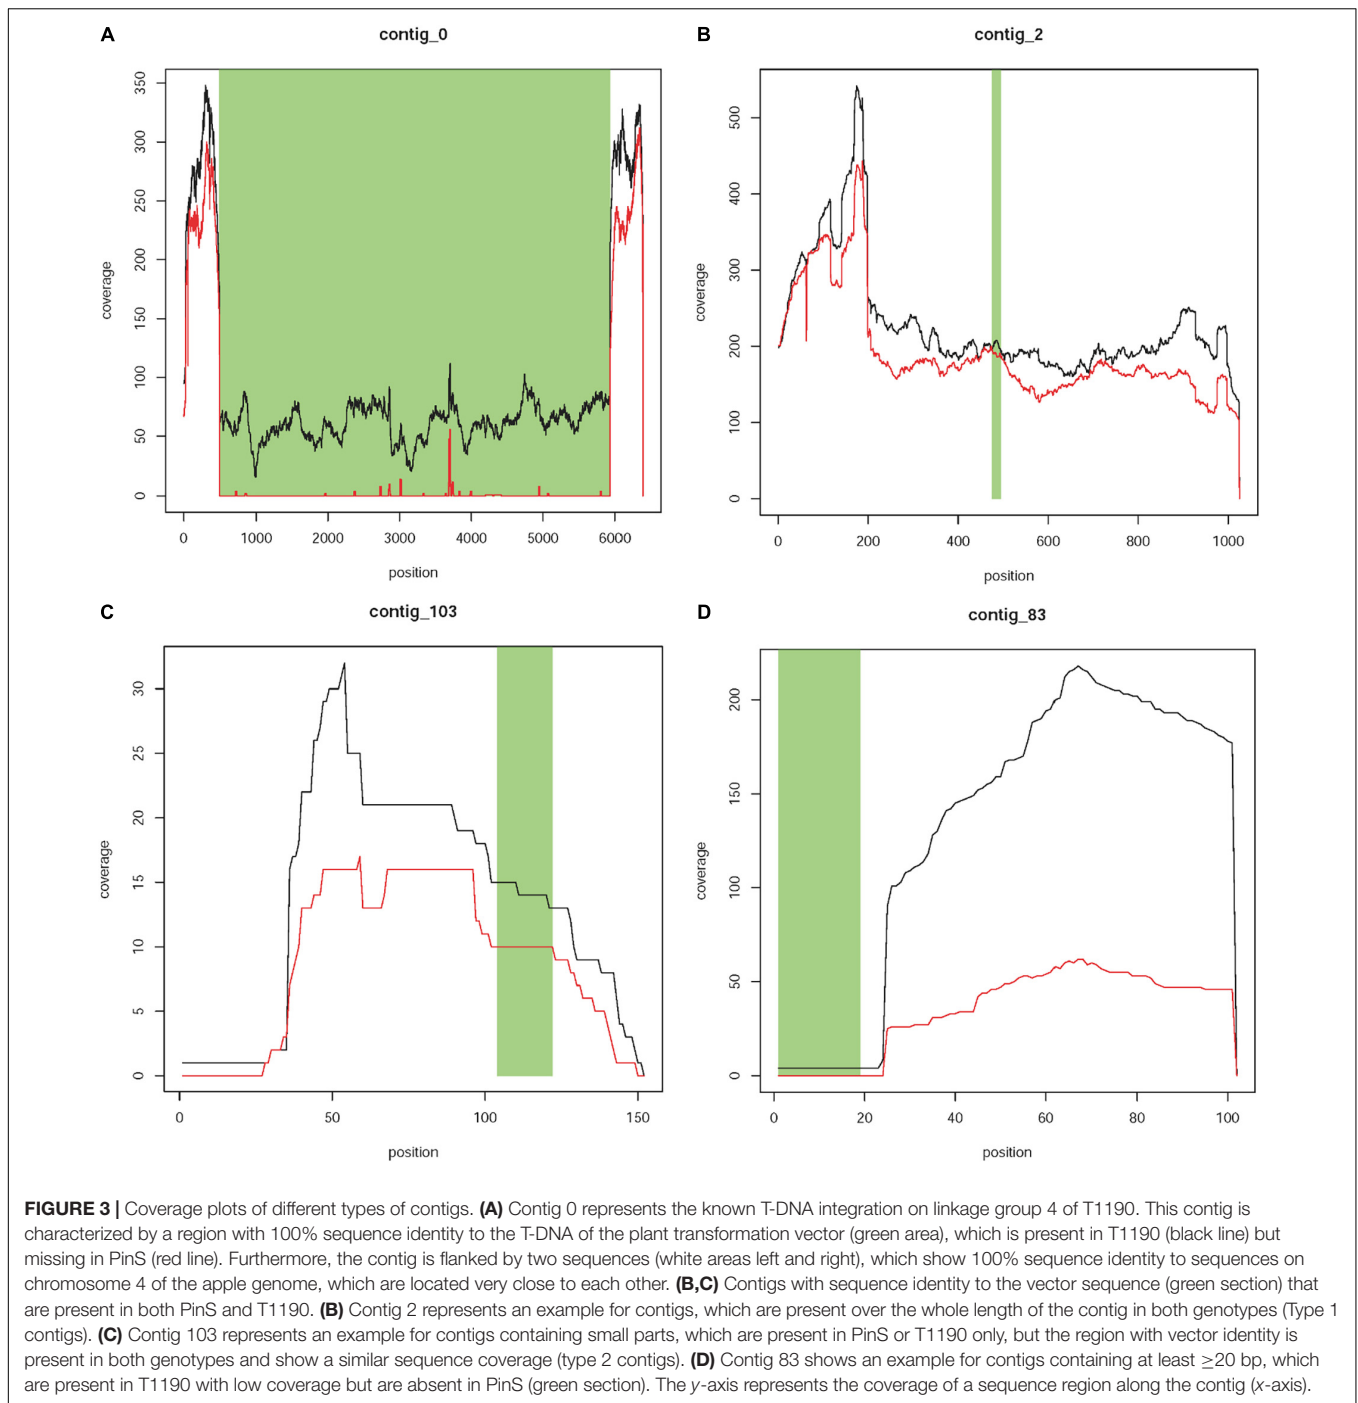 A
contig_0
coverage
0
50
100
150
200
250
300
350
0 1000 2000 3000 4000 5000 6000
position
B
contig_2
coverage
0
100
200
300
400
500
0 200 400 600 800 1000
position
C
contig_103
coverage
0
5
10
15
20
25
30
0 50 100 150
position
D
contig_83
coverage
0
50
100
150
200
0 20 40 60 80 100
position
FIGURE 3 | Coverage plots of different types of contigs. (A) Contig 0 represents the known T-DNA integration on linkage group 4 of T1190. This contig is
characterized by a region with 100% sequence identity to the T-DNA of the plant transformation vector (green area), which is present in T1190 (black line) but
missing in PinS (red line). Furthermore, the contig is flanked by two sequences (white areas left and right), which show 100% sequence identity to sequences on
chromosome 4 of the apple genome, which are located very close to each other. (B,C) Contigs with sequence identity to the vector sequence (green section) that
are present in both PinS and T1190. (B) Contig 2 represents an example for contigs, which are present over the whole length of the contig in both genotypes (Type 1
contigs). (C) Contig 103 represents an example for contigs containing small parts, which are present in PinS or T1190 only, but the region with vector identity is
present in both genotypes and show a similar sequence coverage (type 2 contigs). (D) Contig 83 shows an example for contigs containing at least ≥20 bp, which
are present in T1190 with low coverage but are absent in PinS (green section). The y-axis represents the coverage of a sequence region along the contig (x-axis).